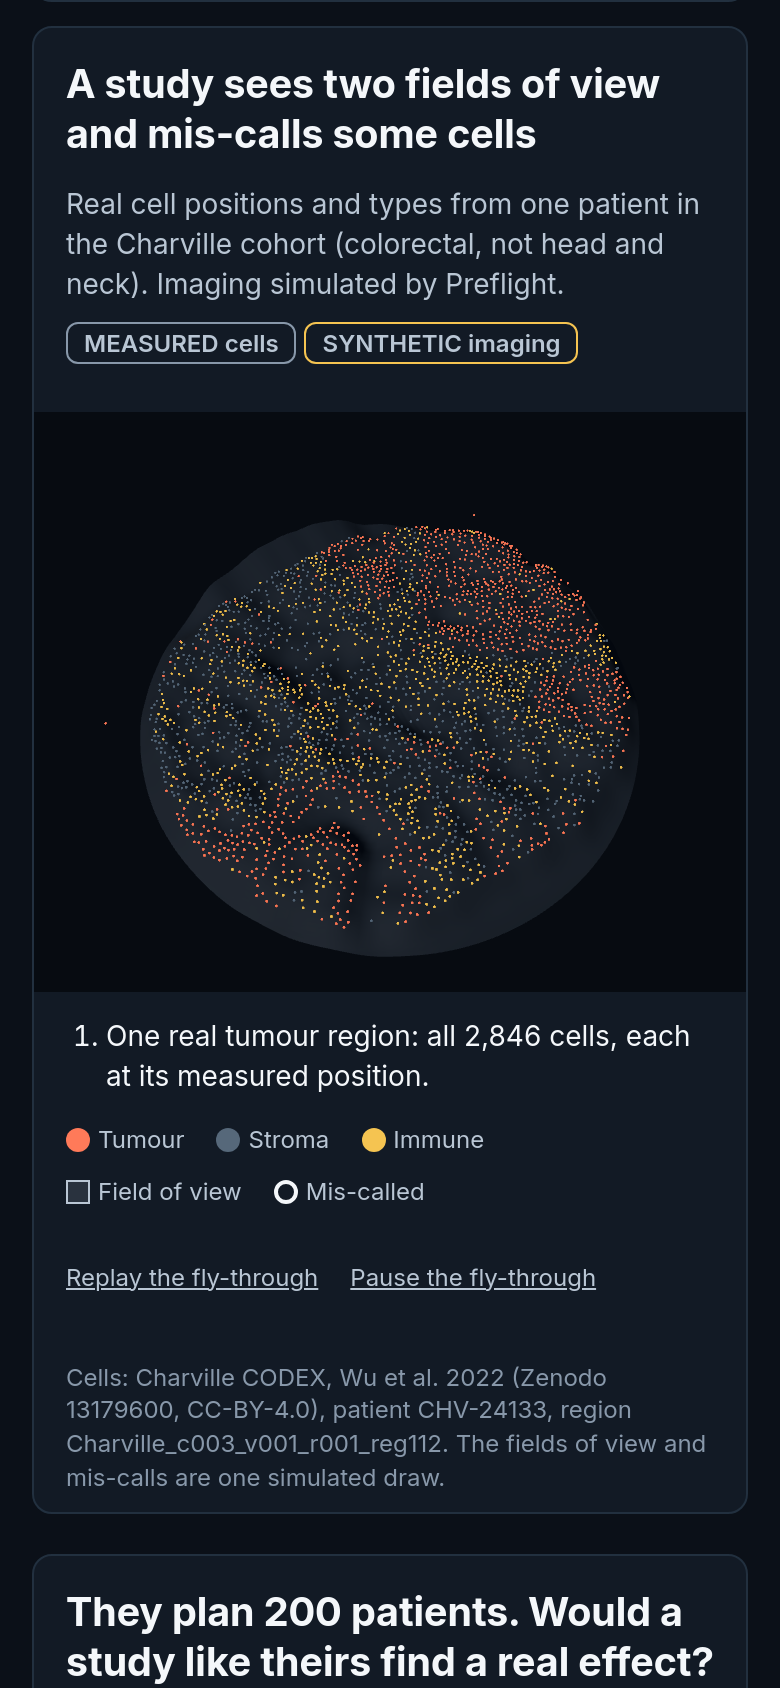 A study sees two fields of view
and mis-calls some cells
Real cell positions and types from one patient in
the Charville cohort (colorectal, not head and
neck). Imaging simulated by Preflight.
MEASURED cells SYNTHETIC imaging
1. One real tumour region: all 2,846 cells, each
at its measured position.
Tumour Stroma Immune
Field of view Mis-called
Replay the fly-through Pause the fly-through
Cells: Charville CODEX, Wu et al. 2022 (Zenodo
13179600, CC-BY-4.0), patient CHV-24133, region
Charville_c003_v001_r001_reg112. The fields of view and
mis-calls are one simulated draw.
They plan 200 patients. Would a
study like theirs find a real effect?